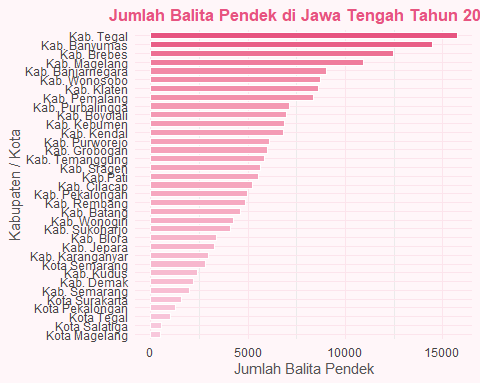 Jumlah Balita Pendek di Jawa Tengah Tahun 20
Kab. Tegal
Kab. Banyumas
Kab. Brebes
Kab. Magelang
Kab. Banjarnegara
Kab. Wonosobo
Kab. Klaten
Kab. Pemalang
Kab. Purbalingga
Kab. Boyolali
Kab. Kebumen
Kab. Kendal
Kab. Purworejo
Kab. Grobogan
Kab. Temanggung
Kab. Sragen
Kab.Pati
Kab. Cilacap
Kab. Pekalongan
Kab. Rembang
Kab. Batang
Kab. Wonogiri
Kab. Sukoharjo
Kab. Blora
Kab. Jepara
Kab. Karanganyar
Kota Semarang
Kab. Kudus
Kab. Demak
Kab. Semarang
Kota Surakarta
Kota Pekalongan
Kota Tegal
Kota Salatiga
Kota Magelang
Kabupaten / Kota
0 5000 10000 15000
Jumlah Balita Pendek